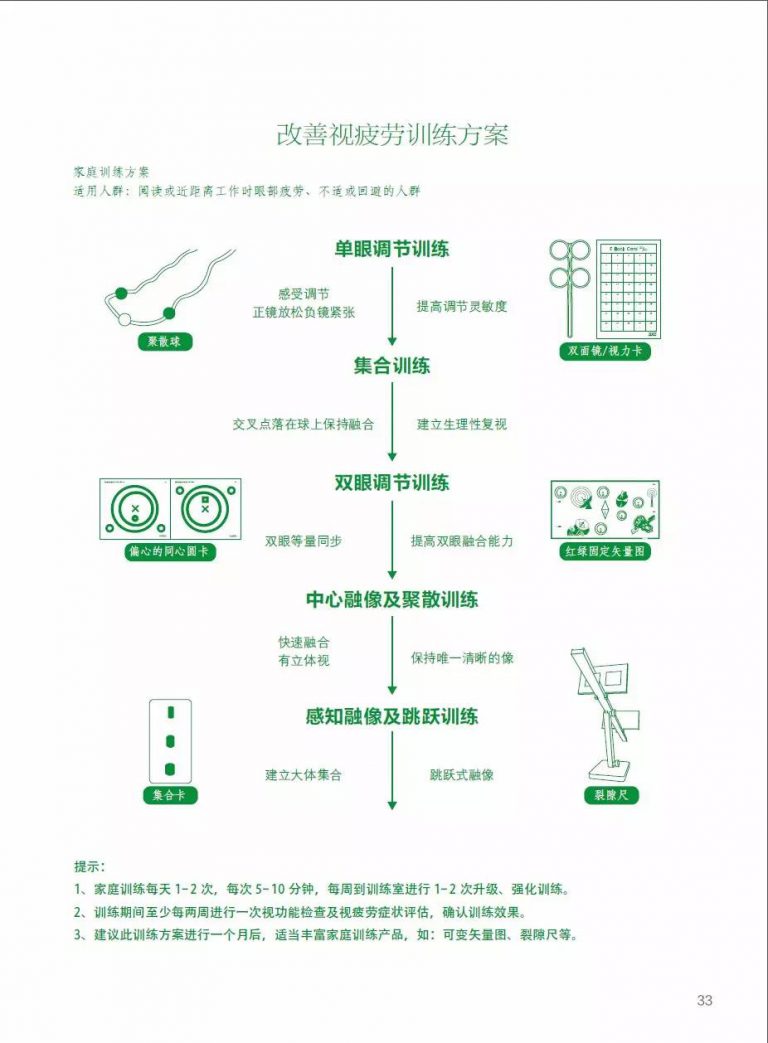 改善视疲劳训练方案
家庭训练方案
适用人群：阅读或近距离工作时眼部疲劳、不适或回避的人群
单眼调节训练
感受调节
正镜放松负镜紧张
提高调节灵敏度
聚散球
双面镜/视力卡
集合训练
交叉点落在球上保持融合
建立生理性复视
双眼调节训练
双眼等量同步
提高双眼融合能力
偏心的同心圆卡
红绿固定矢量图
中心融像及聚散训练
快速融合
有立体视
保持唯一清晰的像
感知融像及跳跃训练
建立大体集合
跳跃式融像
集合卡
裂隙尺
提示：
1、家庭训练每天1-2次，每次5-10分钟，每周到训练室进行1-2次升级、强化训练。
2、训练期间至少每两周进行一次视功能检查及视疲劳症状评估，确认训练效果。
3、建议此训练方案进行一个月后，适当丰富家庭训练产品，如：可变矢量图、裂隙尺等。
33